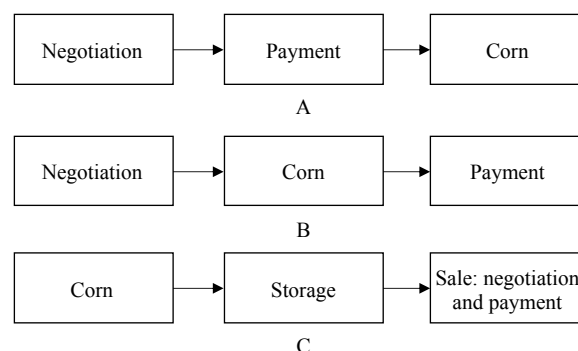 Negotiation Payment Corn
A
Negotiation Corn Payment
B
Corn Storage Sale: negotiation
and payment
C